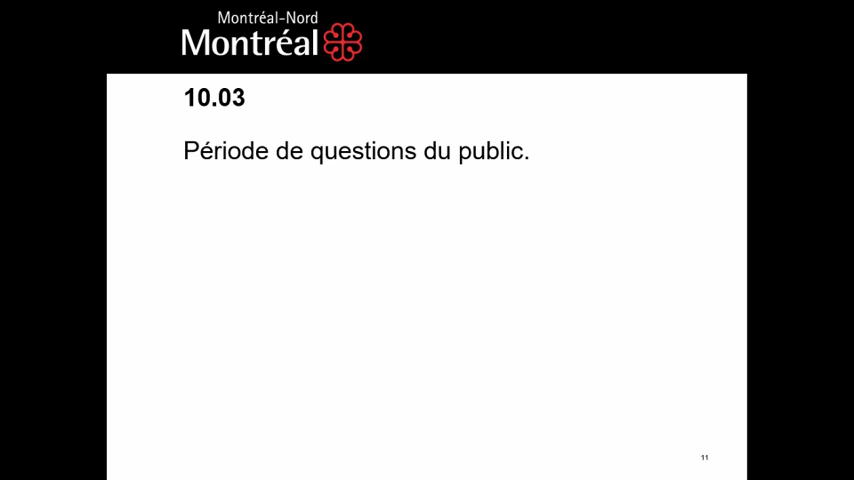 Montréal-Nord
Montréal
10.03
Période de questions du public.
11